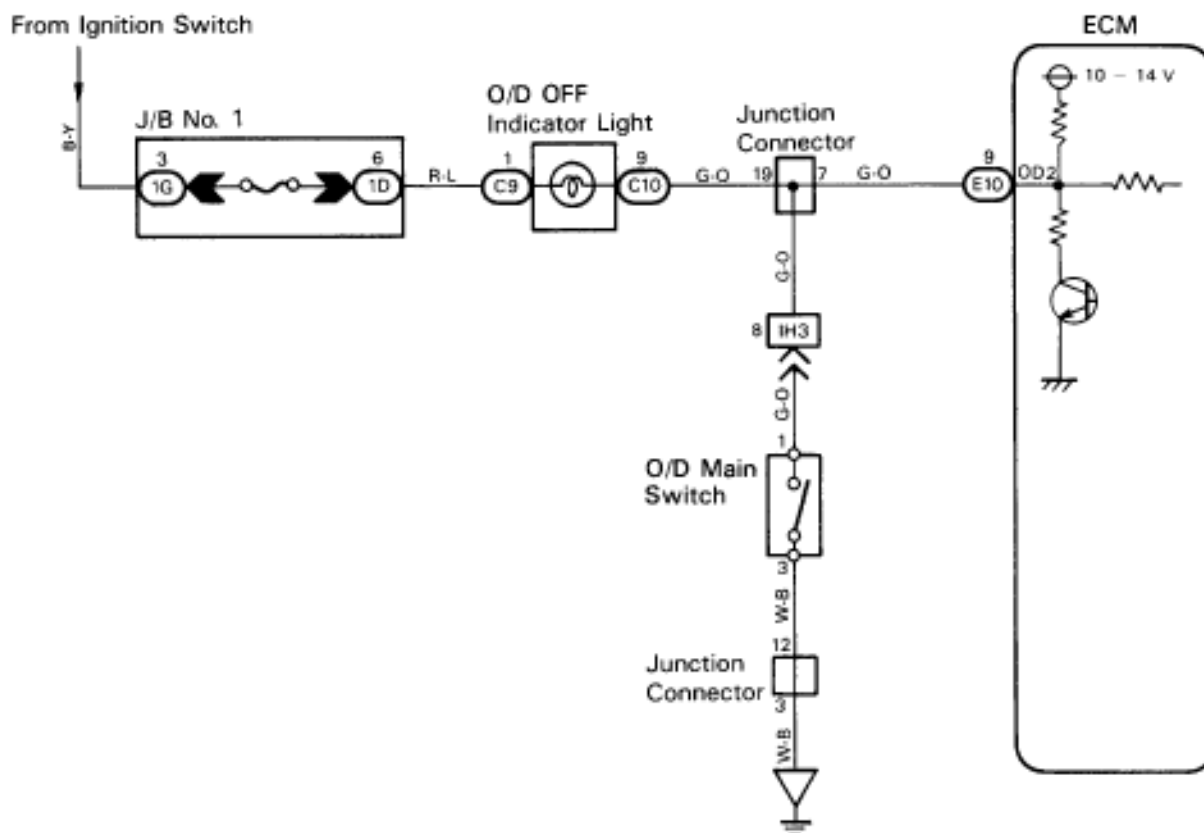 From Ignition Switch
ECM
10 – 14 V
O/D OFF
Indicator Light
J/B No. 1
Junction
Connector
B-Y
3
6
1
9
9
1G
1D
R-L
C9
C10
G-O
19
7
G-O
E10
OD2
G-O
8
IH3
G-O
1
O/D Main
Switch
3
W-B
12
Junction
Connector
3
W-B